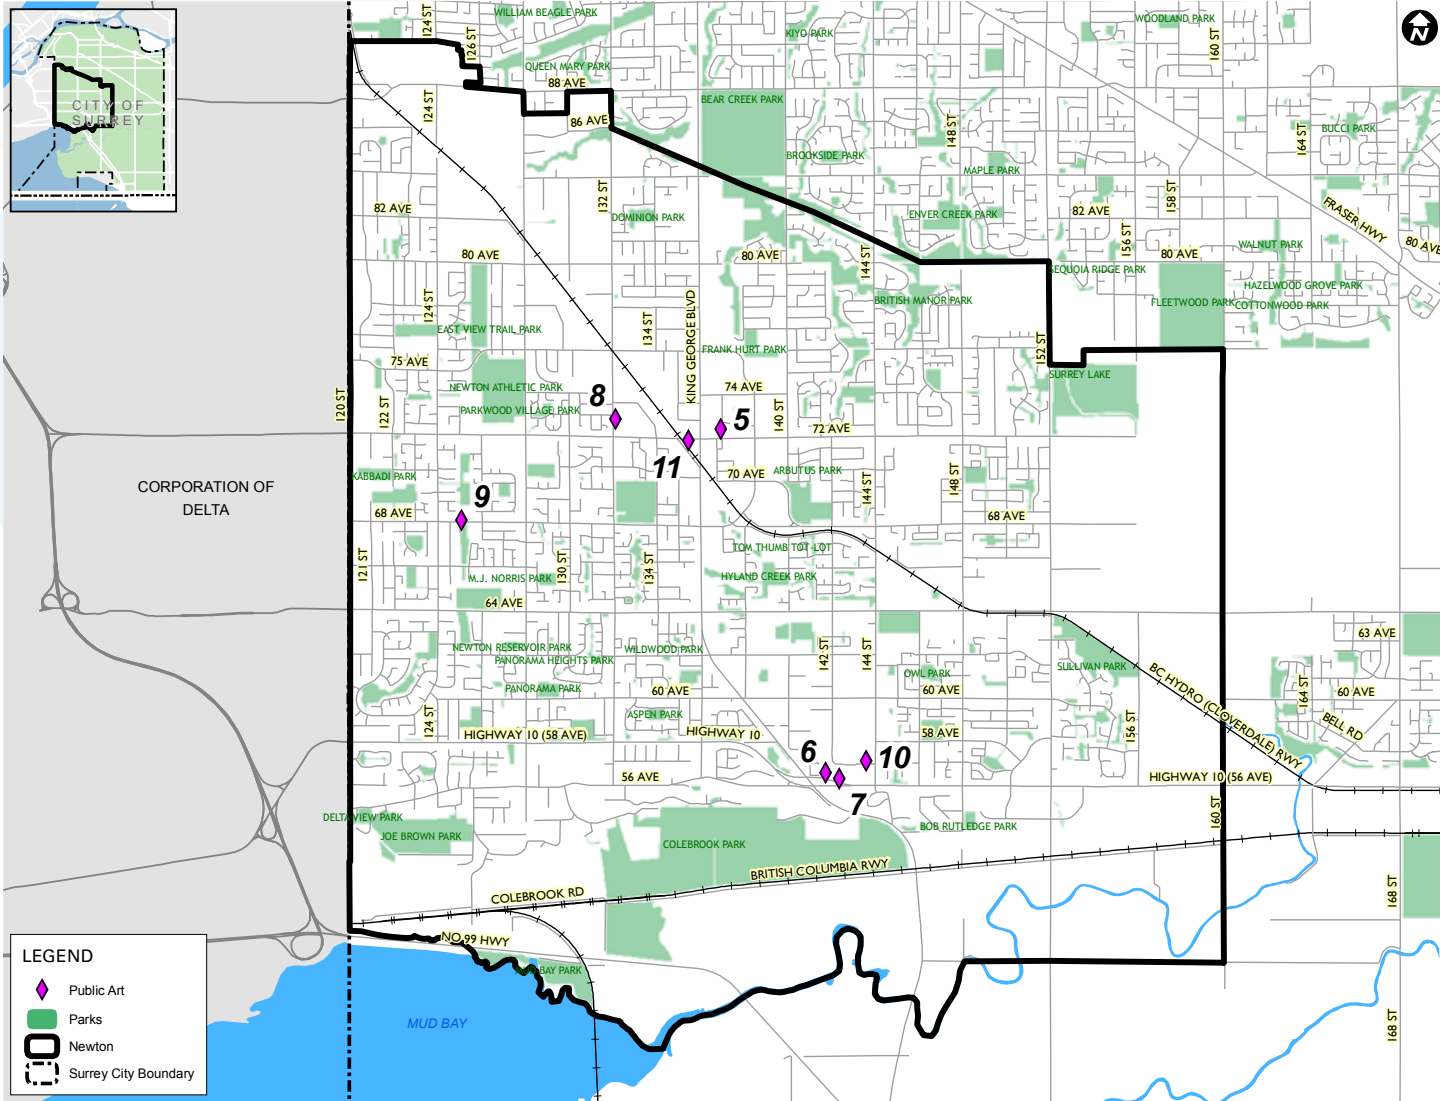 WILLIAM BEAGLE PARK
124 ST
126 ST
KIYO PARK
WOODLAND PARK
160 ST
N
QUEEN MARY PARK
88 AVE
CITY OF
SURREY
124 ST
BEAR CREEK PARK
86 AVE
148 ST
164 ST
BUCCI PARK
BROOKSIDE PARK
MAPLE PARK
132 ST
158 ST
82 AVE
DOMINION PARK
ENVER CREEK PARK
82 AVE
FRASER HWY
156 ST
80 AVE
80 AVE
80 AVE
144 ST
80 AVE
WALNUT PARK
SEQUOIA RIDGE PARK
124 ST
BRITISH MANOR PARK
FLEETWOOD PARK
HAZELWOOD GROVE PARK
COTTONWOOD PARK
EAST VIEW TRAIL PARK
134 ST
KING GEORGE BLVD
FRANK HURT PARK
152 ST
75 AVE
SURREY LAKE
NEWTON ATHLETIC PARK
74 AVE
120 ST
122 ST
PARKWOOD VILLAGE PARK
8
5
140 ST
72 AVE
11
70 AVE
ARBUTUS PARK
KABBADI PARK
144 ST
148 ST
CORPORATION OF
DELTA
9
68 AVE
68 AVE
TOM THUMB TOT-LOT
121 ST
130 ST
134 ST
M.J. NORRIS PARK
HYLAND CREEK PARK
64 AVE
63 AVE
NEWTON RESERVOIR PARK
WILDWOOD PARK
142 ST
144 ST
PANORAMA HEIGHTS PARK
SULLIVAN PARK
OWL PARK
BC HYDRO (CLOVERDALE) RWY
PANORAMA PARK
60 AVE
60 AVE
164 ST
60 AVE
124 ST
ASPEN PARK
156 ST
BELL RD
HIGHWAY 10 (58 AVE)
HIGHWAY 10
58 AVE
6
10
56 AVE
HIGHWAY 10 (56 AVE)
7
160 ST
DELTA VIEW PARK
JOE BROWN PARK
BOB RUTLEDGE PARK
COLEBROOK PARK
BRITISH COLUMBIA RWY
COLEBROOK RD
168 ST
NO 99 HWY
MUD BAY PARK
MUD BAY
168 ST
LEGEND
Public Art
Parks
Newton
Surrey City Boundary